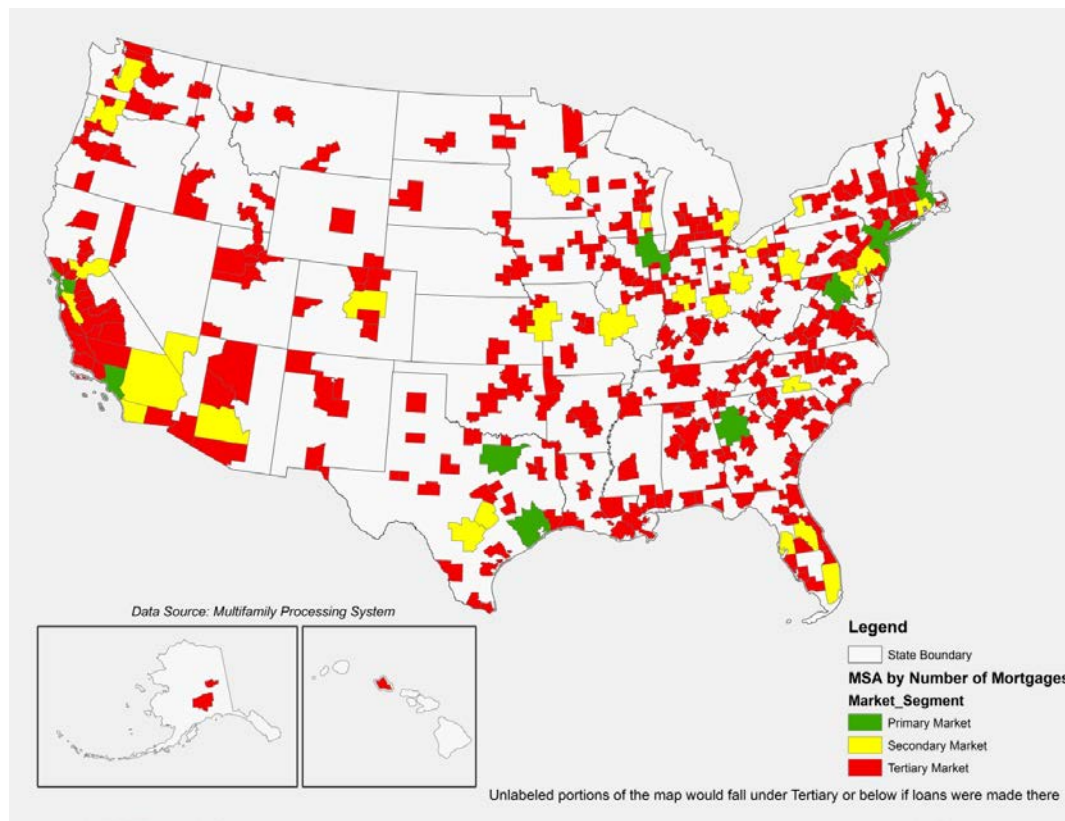 Data Source: Multifamily Processing System
Legend
State Boundary
MSA by Number of Mortgages
Market_Segment
Primary Market
Secondary Market
Tertiary Market
Unlabeled portions of the map would fall under Tertiary or below if loans were made there